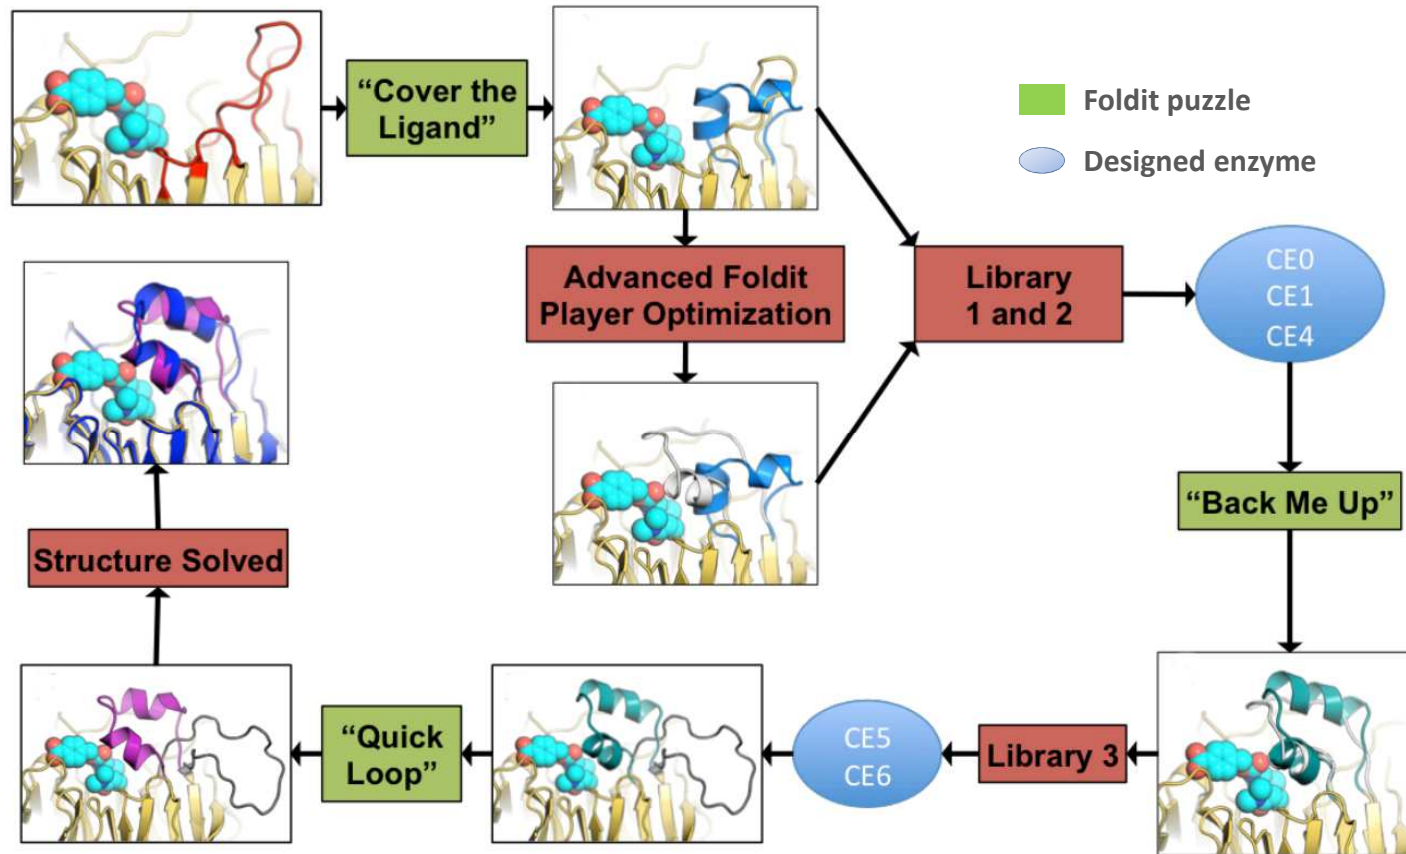 “Cover the
Ligand”
Foldit puzzle
Designed enzyme
Advanced Foldit
Player Optimization
Library
1 and 2
CE0
CE1
CE4
“Back Me Up”
Library 3
CE5
CE6
“Quick
Loop”
Structure Solved